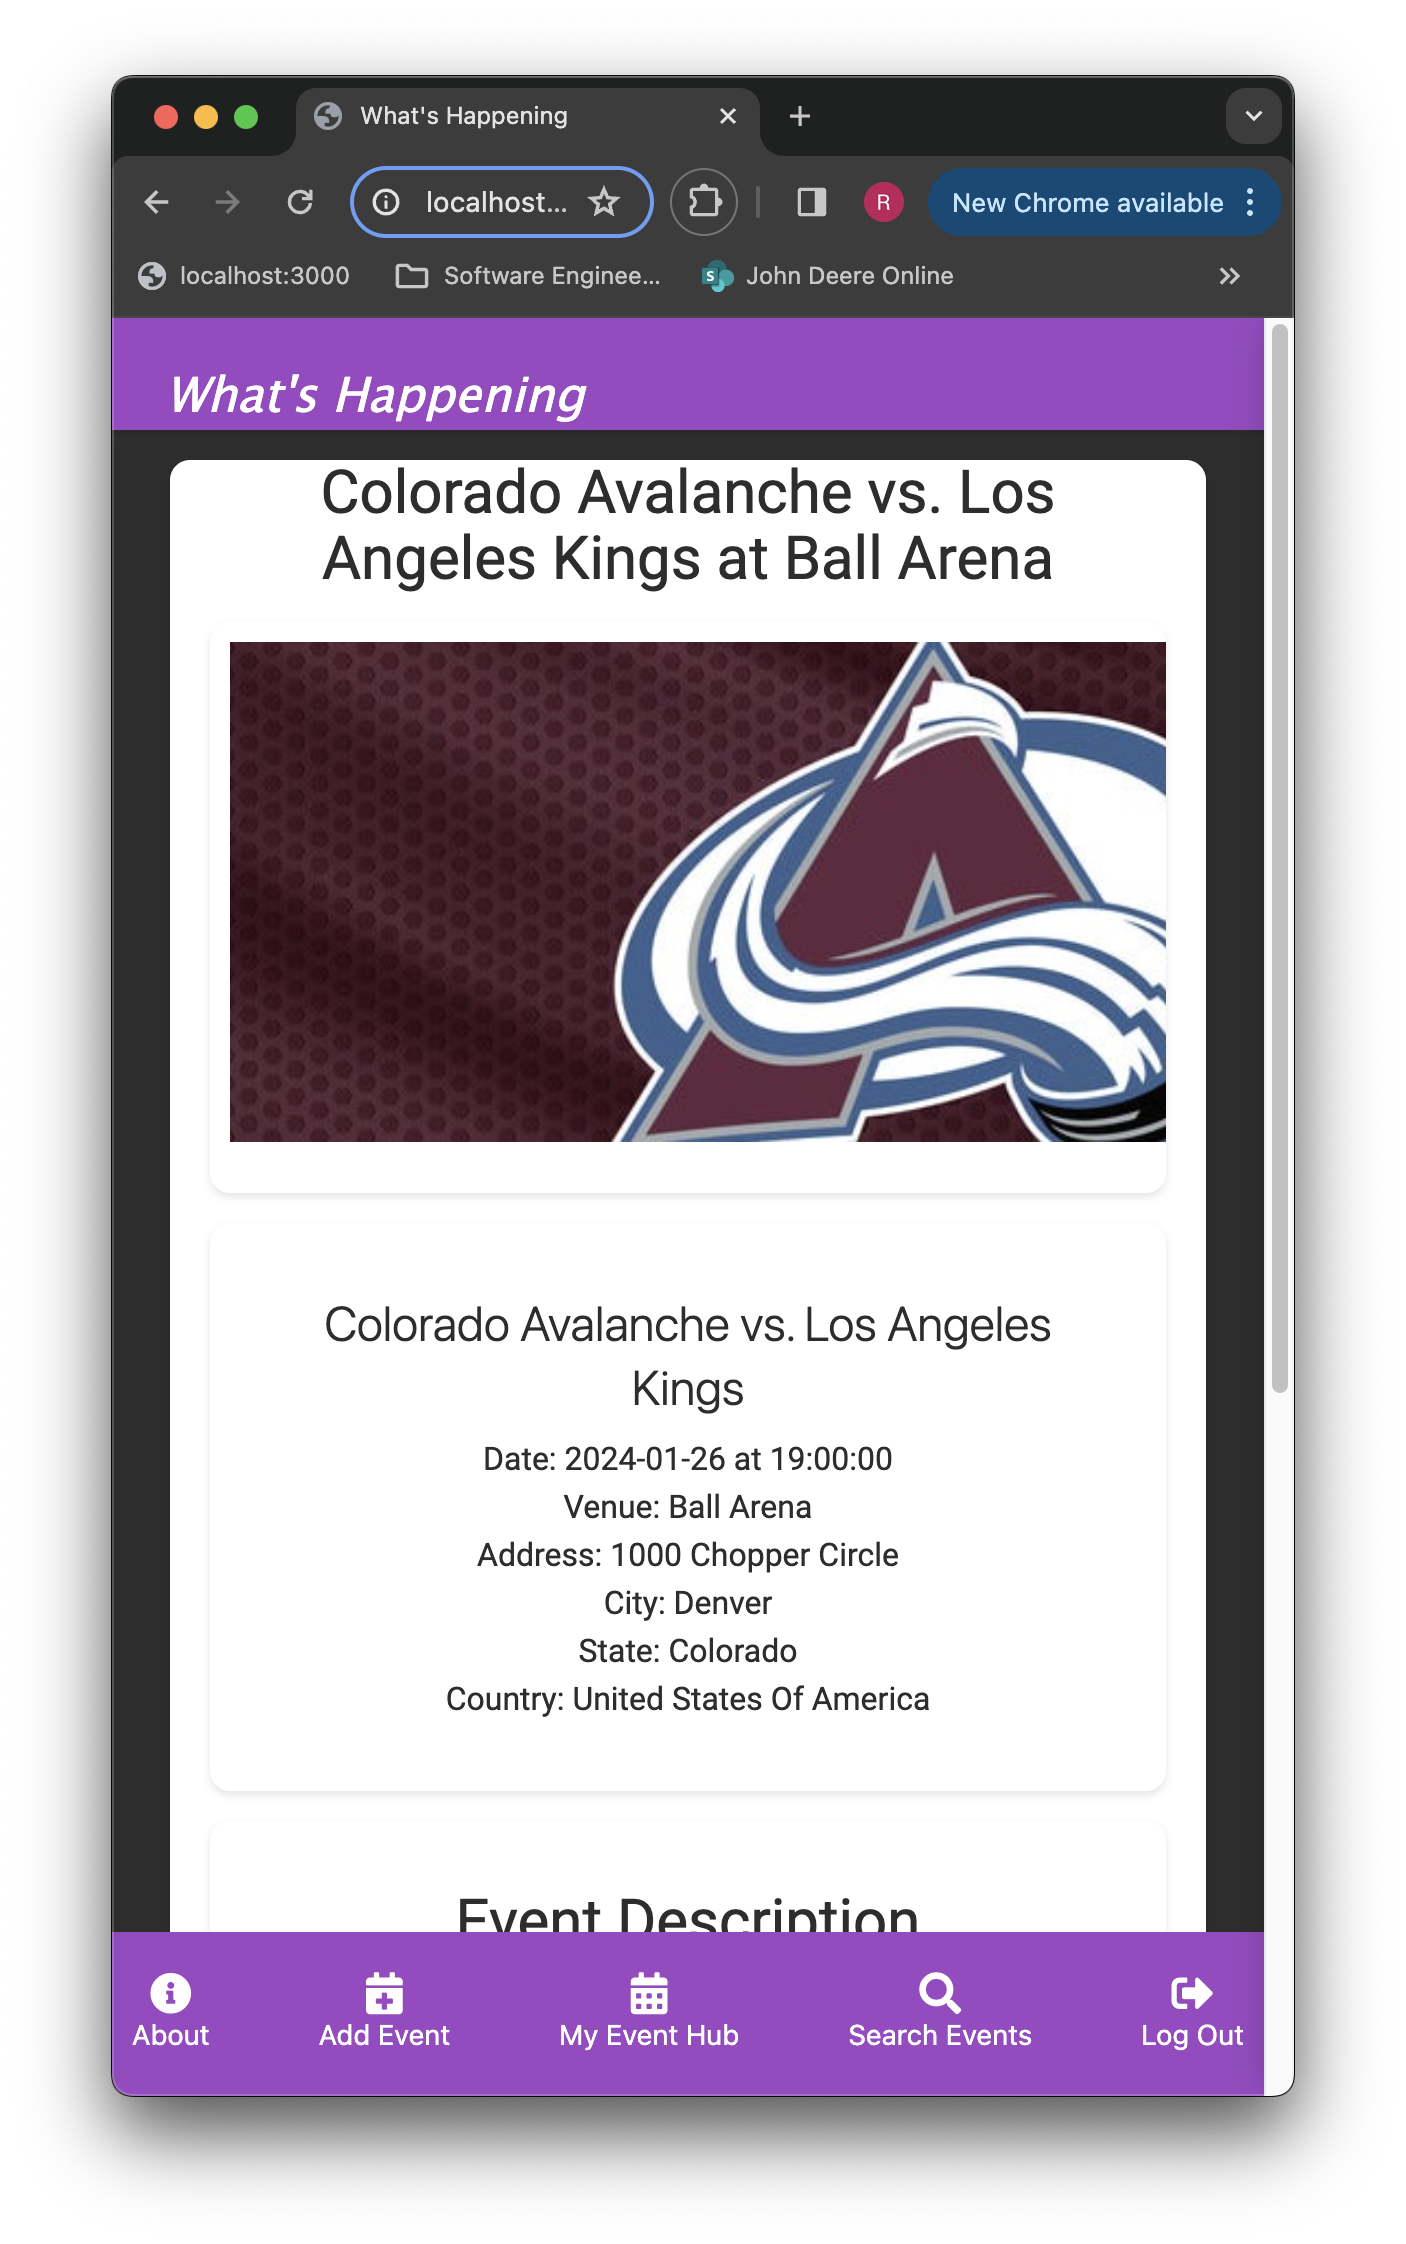 What's Happening
localhost...
R
New Chrome available
localhost:3000
Software Enginee...
S
John Deere Online
What's Happening
Colorado Avalanche vs. Los
Angeles Kings at Ball Arena
Colorado Avalanche vs. Los Angeles
Kings
Date: 2024-01-26 at 19:00:00
Venue: Ball Arena
Address: 1000 Chopper Circle
City: Denver
State: Colorado
Country: United States Of America
Event Description
About
Add Event
My Event Hub
Search Events
Log Out